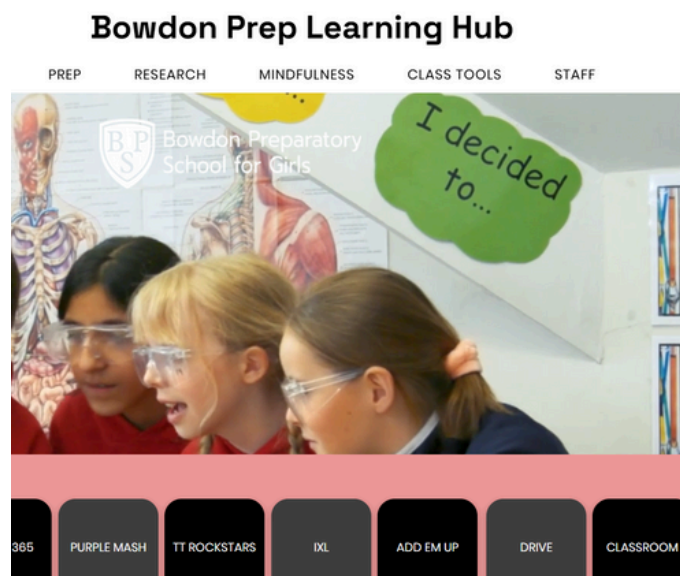 Bowdon Prep Learning Hub
PREP RESEARCH MINDFULNESS CLASS TOOLS STAFF
I decided
to...
BPS
Bowdon Preparatory
School for Girls
365 PURPLE MASH TT ROCKSTARS IXL ADD EM UP DRIVE CLASSROOM